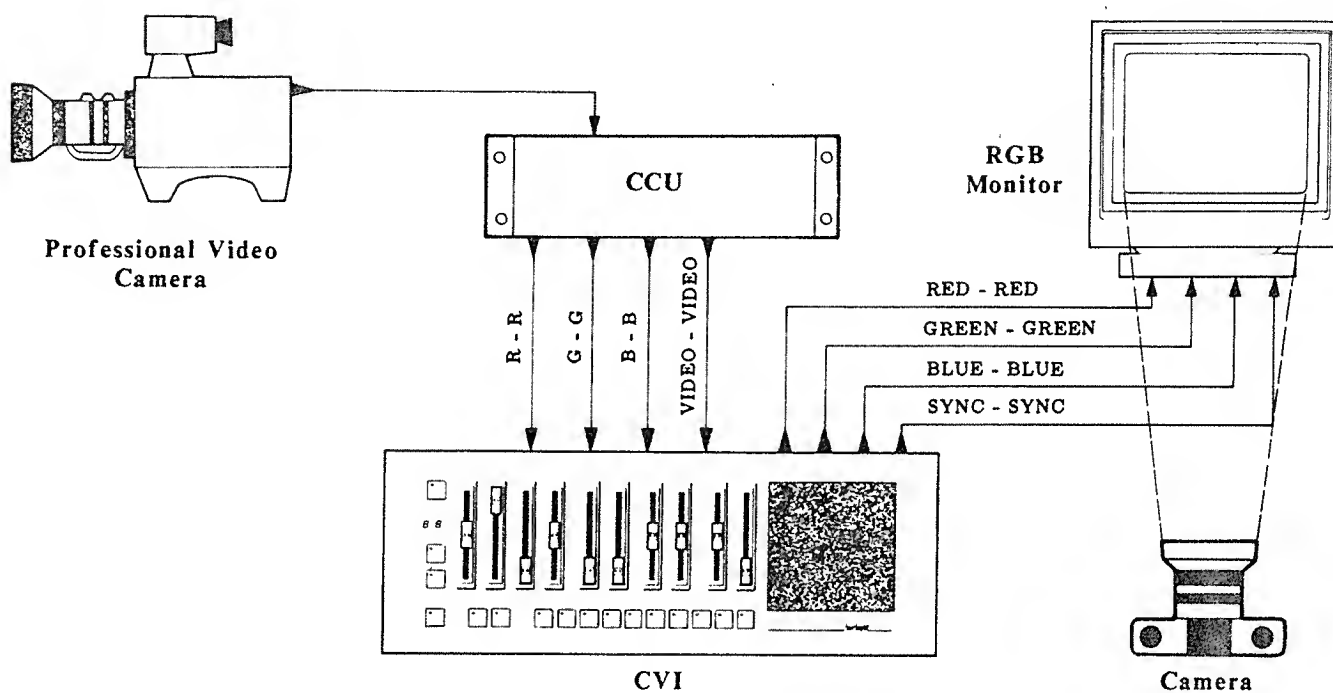 Professional Video
Camera
CCU
RGB
Monitor
R - R
G - G
B - B
VIDEO - VIDEO
RED - RED
GREEN - GREEN
BLUE - BLUE
SYNC - SYNC
CVI
Camera